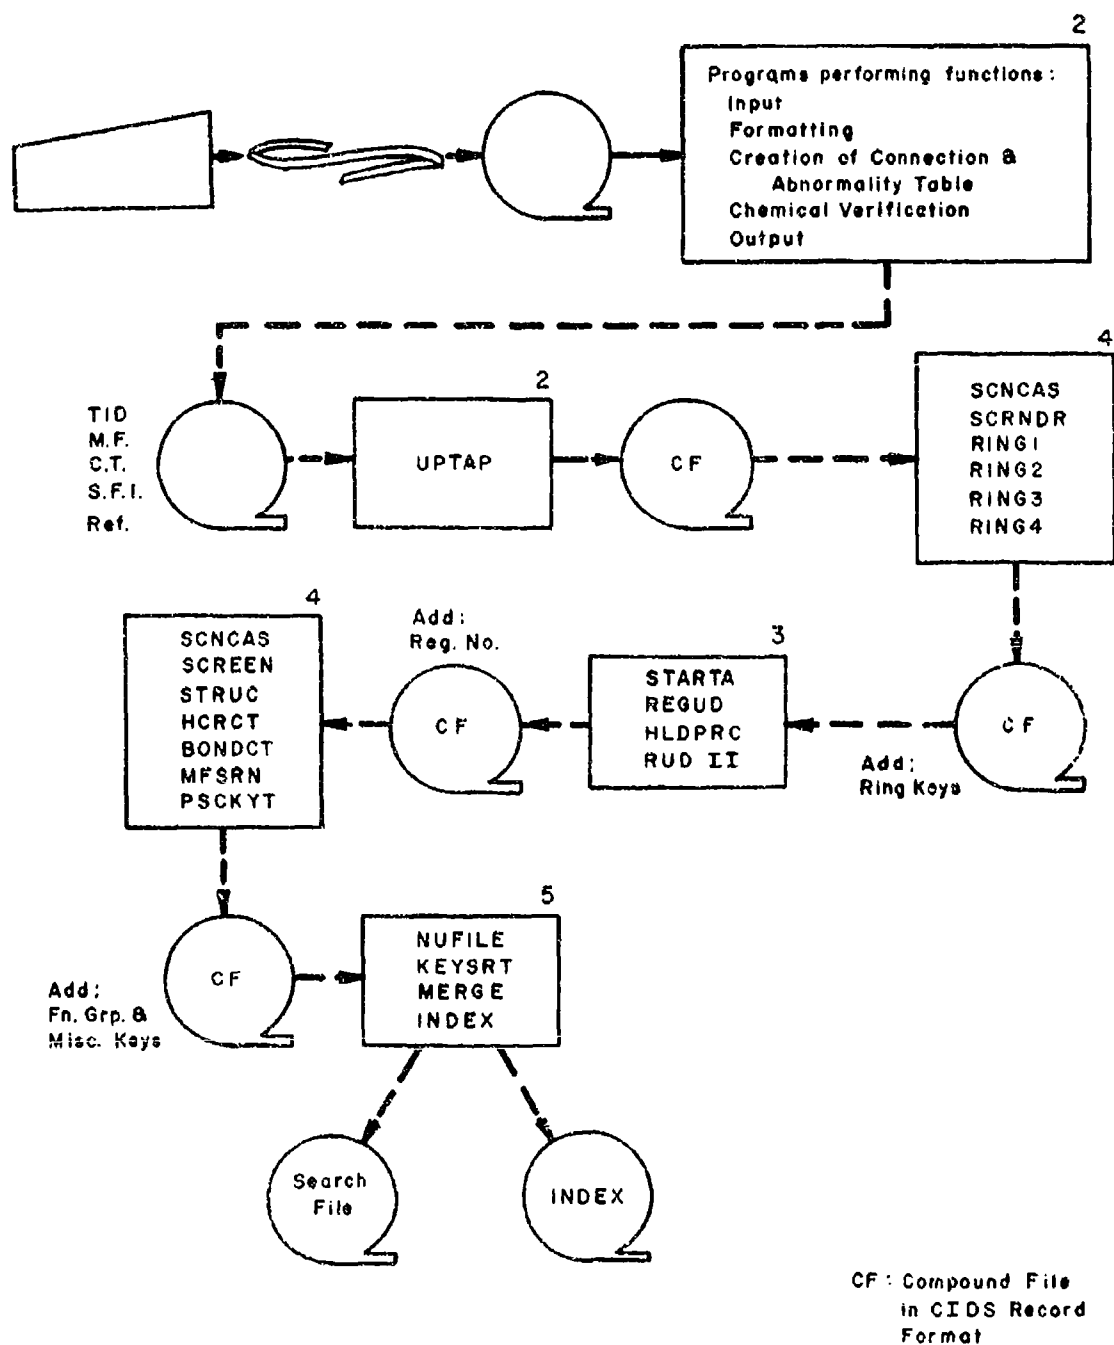 2
Programs performing functions:
Input
Formatting
Creation of Connection &
Abnormality Table
Chemical Verification
Output
TID
M.F.
C.T.
S.F.I.
Ref.
2
UPTAP
CF
4
SCNCAS
SCRNDR
RING1
RING2
RING3
RING4
4
SCNCAS
SCREEN
STRUC
HCRCT
BONDCT
MFSRN
PSCKYT
Add:
Reg. No.
CF
3
STARTA
REGUD
HLDPRC
RUD II
CF
Add:
Ring Keys
CF
Add:
Fn. Grp. &
Misc. Keys
5
NUFILE
KEYSRT
MERGE
INDEX
Search
File
INDEX
CF: Compound File
in CIDS Record
Format